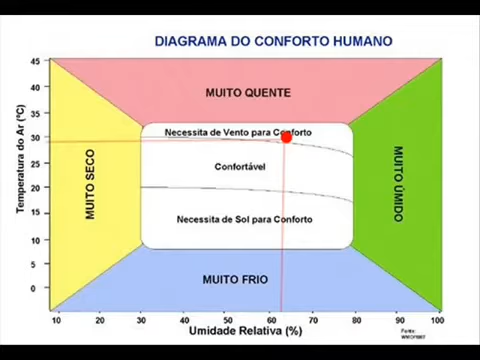 DIAGRAMA DO CONFORTO HUMANO
Temperatura do Ar (ºC)
45
40
35
30
25
20
15
10
5
0
MUITO QUENTE
Necessita de Vento para Conforto
Confortável
Necessita de Sol para Conforto
MUITO SECO
MUITO ÚMIDO
MUITO FRIO
10 20 30 40 50 60 70 80 90 100
Umidade Relativa (%)
Fonte: